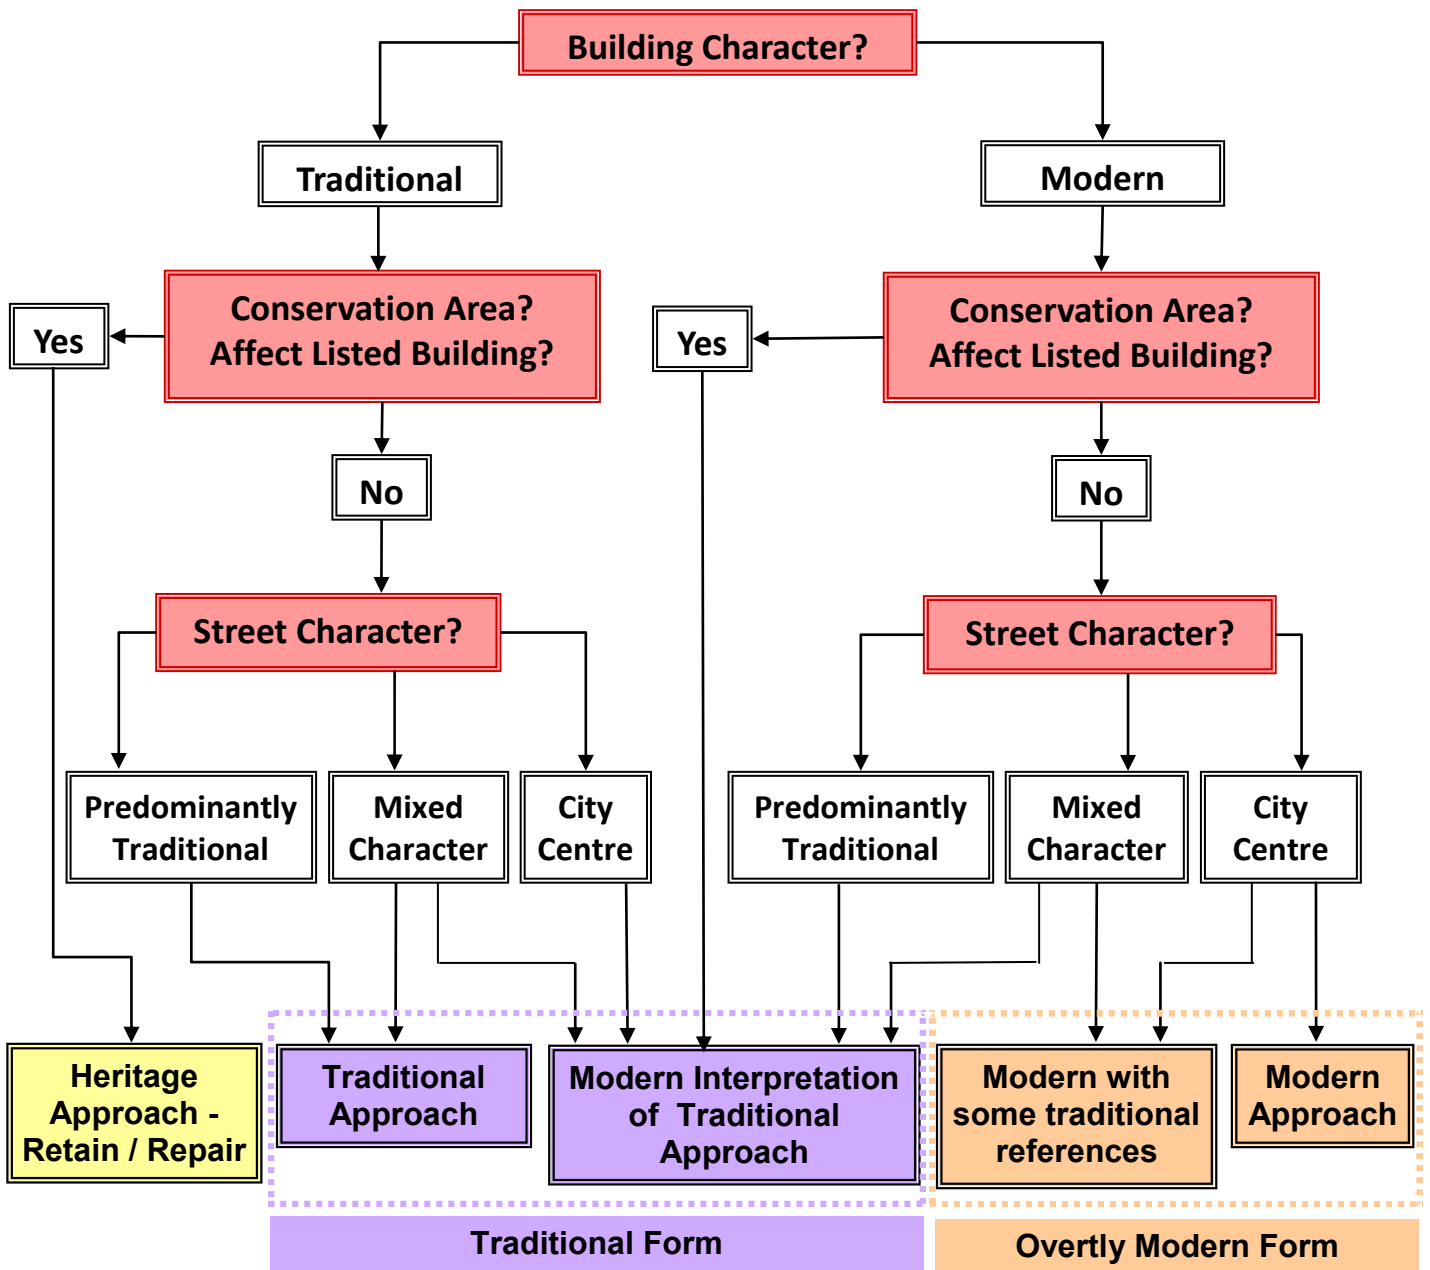 Building Character?
Traditional
Modern
Conservation Area?
Affect Listed Building?
Yes
Conservation Area?
Affect Listed Building?
Yes
No
No
Street Character?
Street Character?
Predominantly
Traditional
Mixed
Character
City
Centre
Predominantly
Traditional
Mixed
Character
City
Centre
Heritage
Approach -
Retain / Repair
Traditional
Approach
Modern Interpretation
of Traditional
Approach
Modern with
some traditional
references
Modern
Approach
Traditional Form
Overtly Modern Form